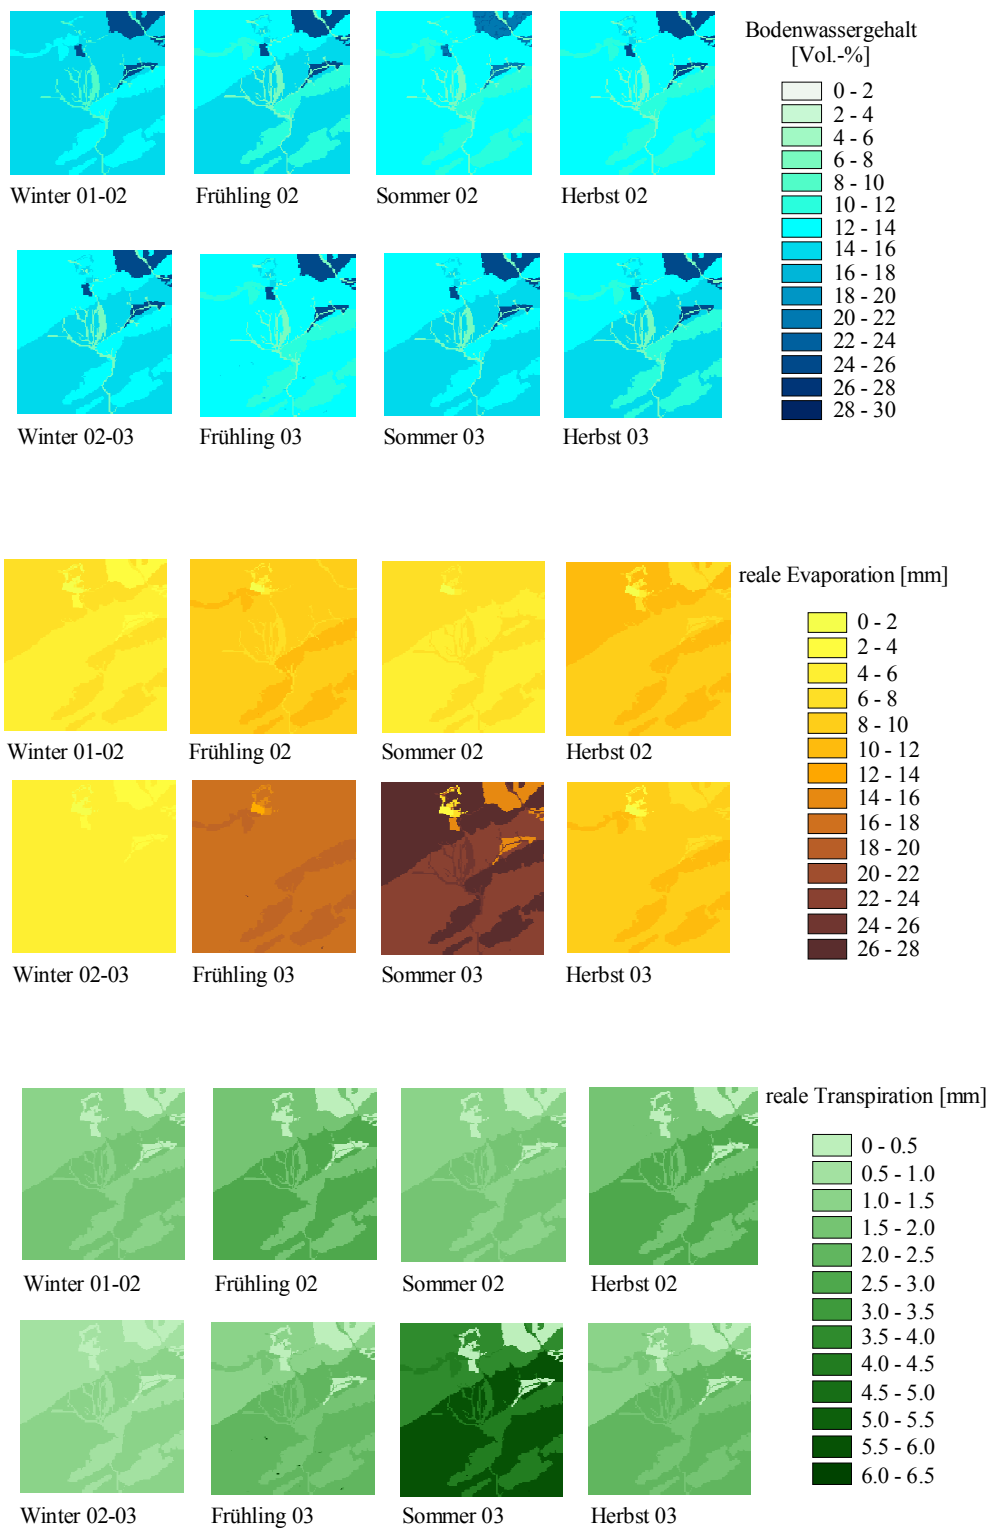 Bodenwassergehalt
[Vol.-%]
0 - 2
2 - 4
4 - 6
6 - 8
8 - 10
10 - 12
12 - 14
14 - 16
16 - 18
18 - 20
20 - 22
22 - 24
24 - 26
26 - 28
28 - 30
Winter 01-02
Frühling 02
Sommer 02
Herbst 02
Winter 02-03
Frühling 03
Sommer 03
Herbst 03
reale Evaporation [mm]
0 - 2
2 - 4
4 - 6
6 - 8
8 - 10
10 - 12
12 - 14
14 - 16
16 - 18
18 - 20
20 - 22
22 - 24
24 - 26
26 - 28
Winter 01-02
Frühling 02
Sommer 02
Herbst 02
Winter 02-03
Frühling 03
Sommer 03
Herbst 03
reale Transpiration [mm]
0 - 0.5
0.5 - 1.0
1.0 - 1.5
1.5 - 2.0
2.0 - 2.5
2.5 - 3.0
3.0 - 3.5
3.5 - 4.0
4.0 - 4.5
4.5 - 5.0
5.0 - 5.5
5.5 - 6.0
6.0 - 6.5
Winter 01-02
Frühling 02
Sommer 02
Herbst 02
Winter 02-03
Frühling 03
Sommer 03
Herbst 03